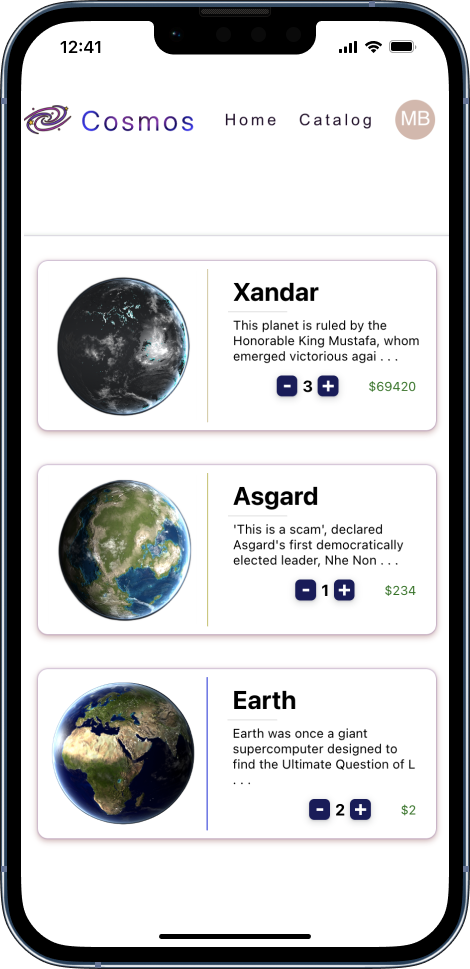 12:41
Cosmos Home Catalog MB
Xandar
This planet is ruled by the
Honorable King Mustafa, whom
emerged victorious agai . . .
- 3 + $69420
Asgard
'This is a scam', declared
Asgard's first democratically
elected leader, Nhe Non . . .
- 1 + $234
Earth
Earth was once a giant
supercomputer designed to
find the Ultimate Question of L
. . .
- 2 + $2